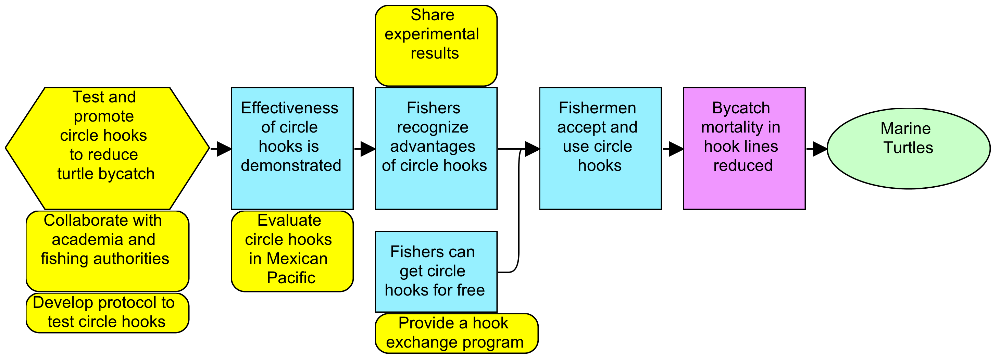 Share
experimental
results
Test and
promote
circle hooks
to reduce
turtle bycatch
Effectiveness
of circle
hooks is
demonstrated
Fishers
recognize
advantages
of circle hooks
Fishermen
accept and
use circle
hooks
Bycatch
mortality in
hook lines
reduced
Marine
Turtles
Collaborate with
academia and
fishing authorities
Develop protocol to
test circle hooks
Evaluate
circle hooks
in Mexican
Pacific
Fishers can
get circle
hooks for free
Provide a hook
exchange program